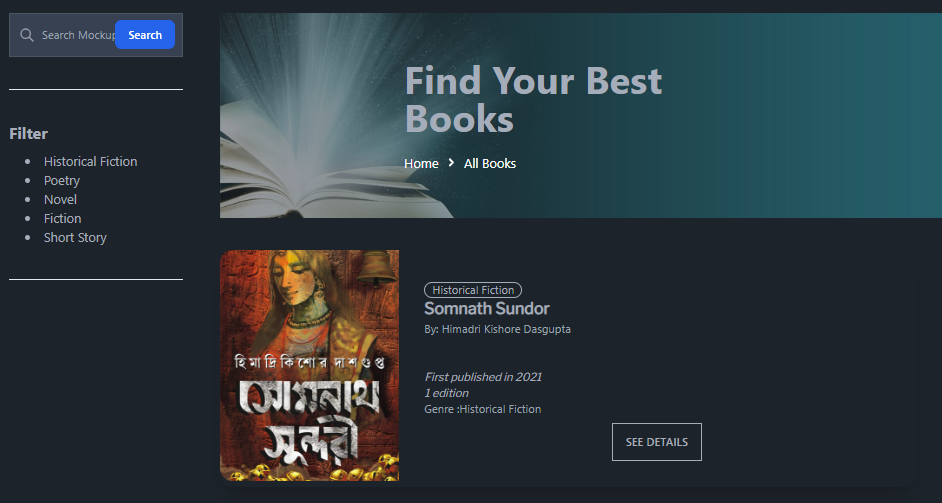 Search Mockup
Search
Filter
Historical Fiction
Poetry
Novel
Fiction
Short Story
Find Your Best
Books
Home > All Books
হিমাদ্রিকিশোর দাশগুপ্ত
সোমনাথ
সুন্দরী
Historical Fiction
Somnath Sundor
By: Himadri Kishore Dasgupta
First published in 2021
1 edition
Genre :Historical Fiction
SEE DETAILS